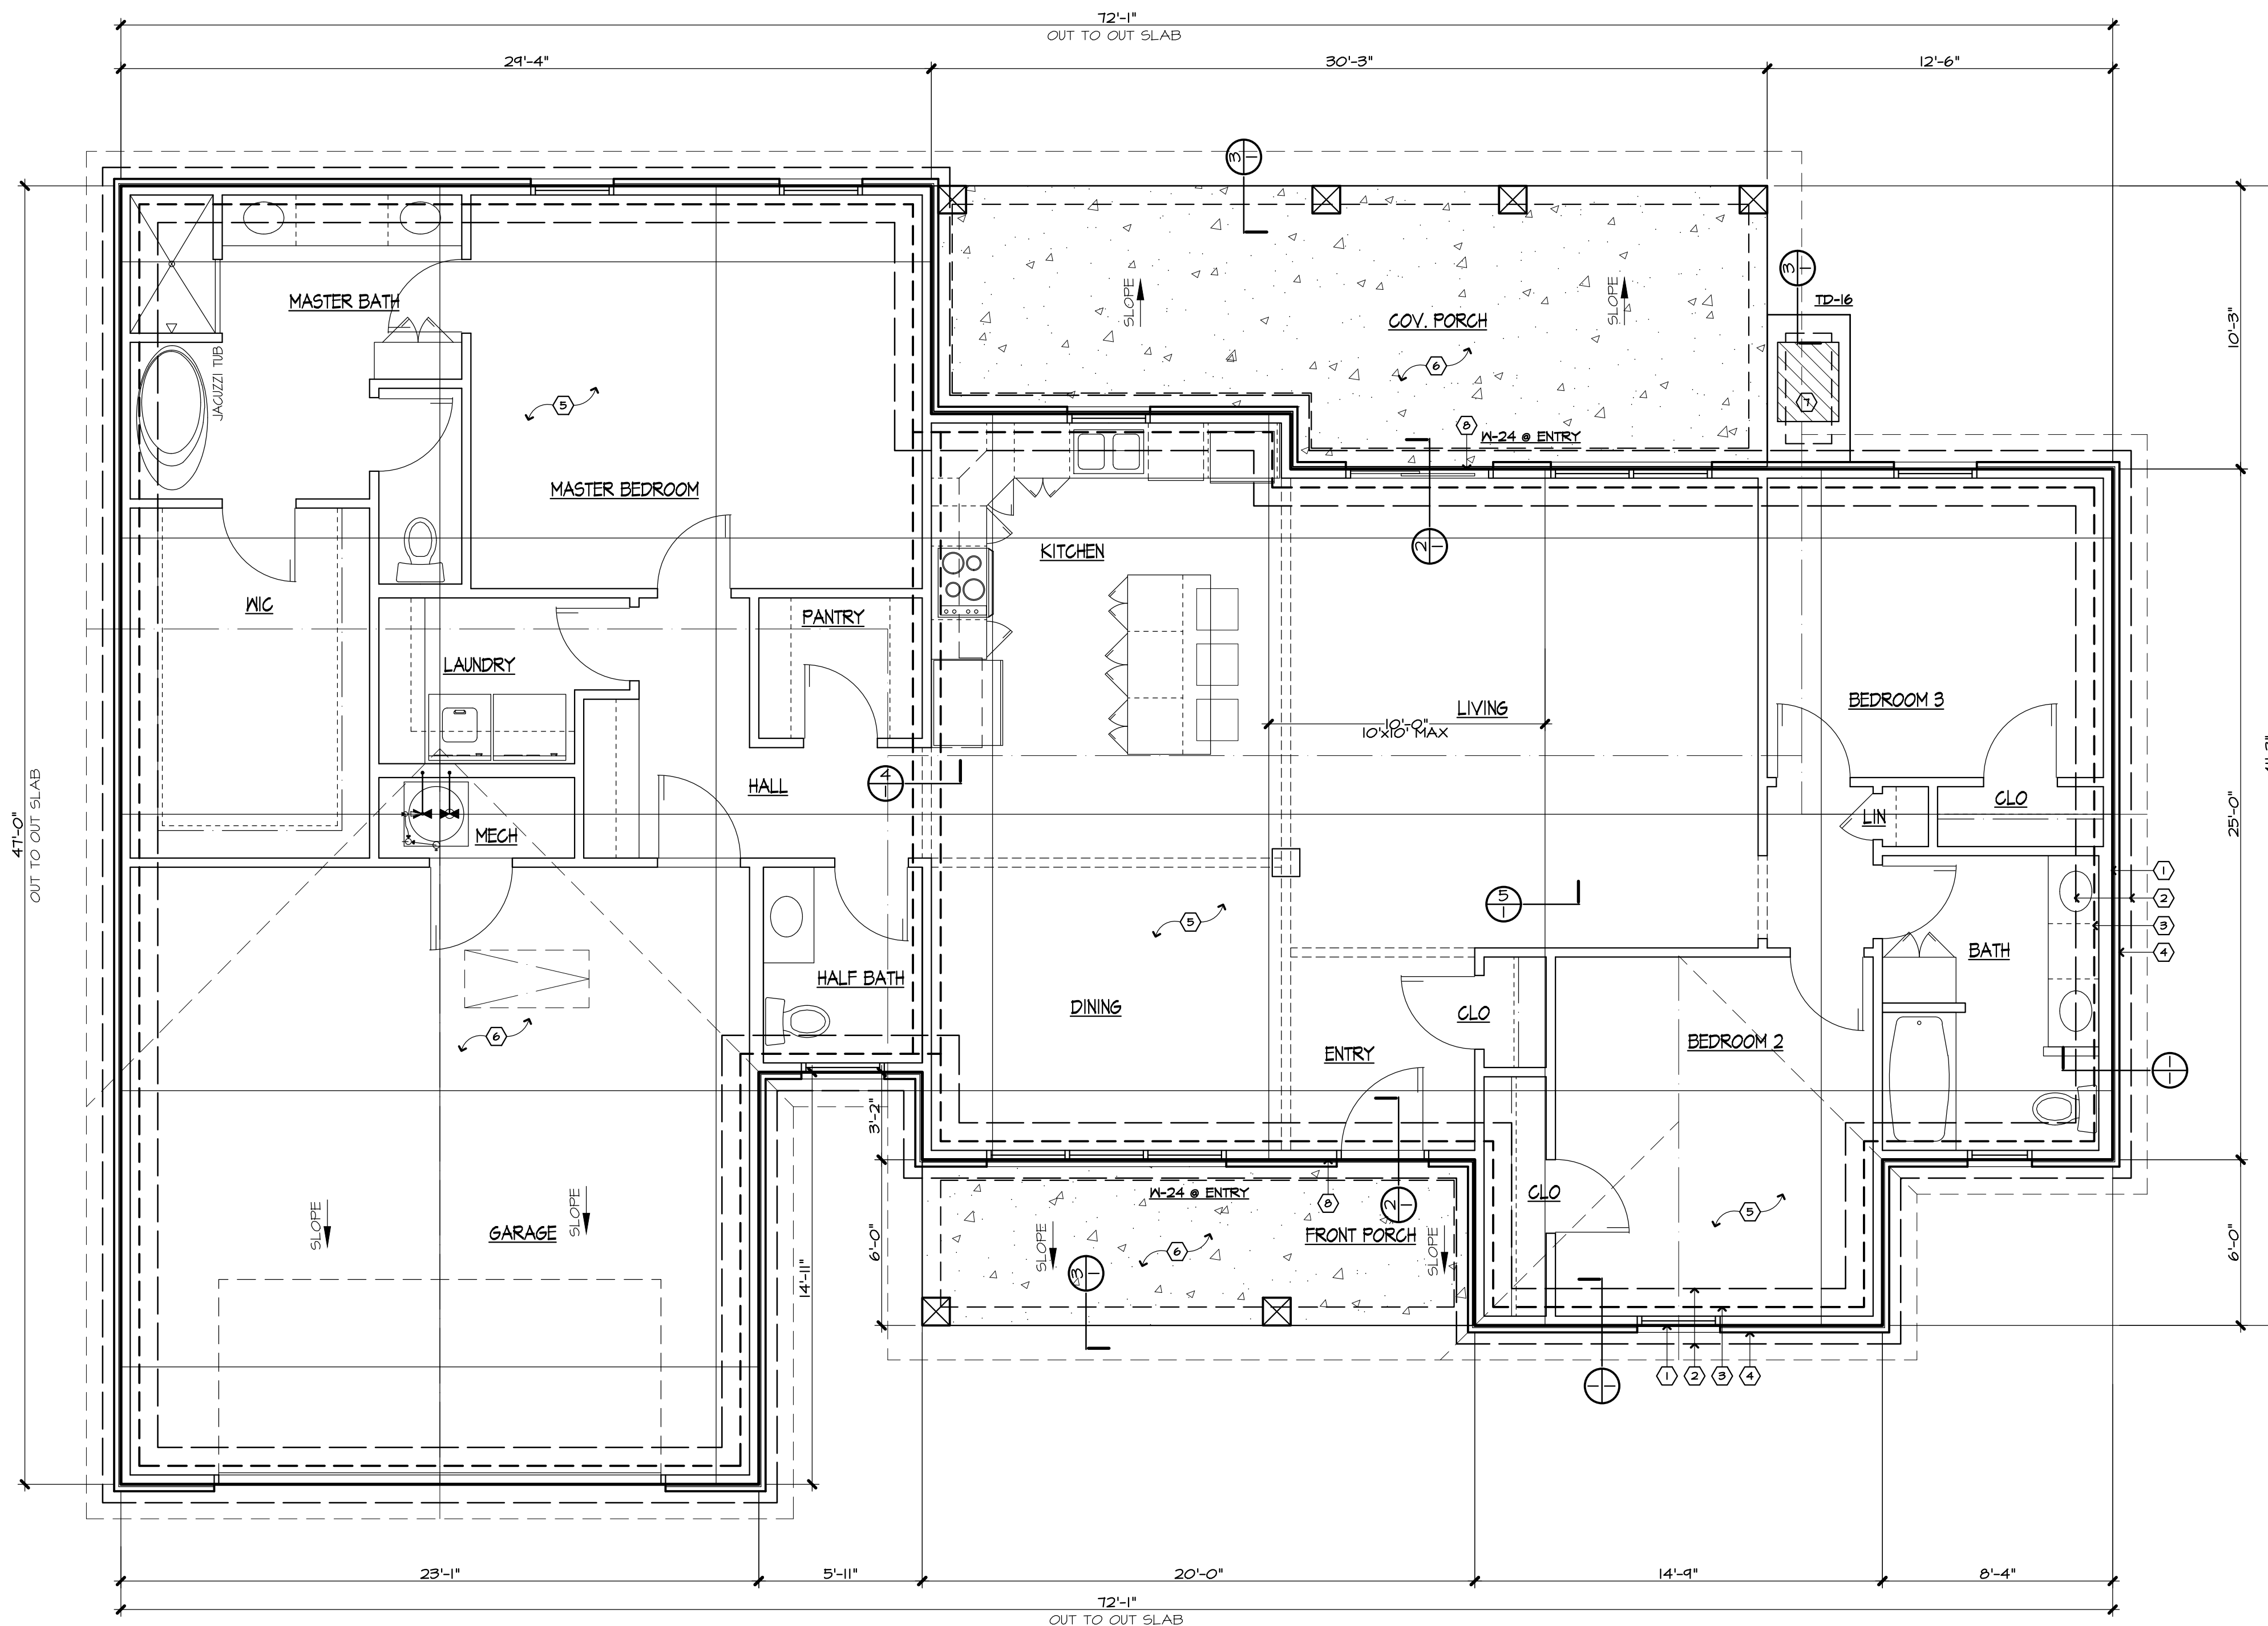 72'-1"
OUT TO OUT SLAB
29'-4"
30'-3"
12'-6"
3
3
TD-16
SLOPE
SLOPE
COV. PORCH
6
7
8
W-24 @ ENTRY
10'-3"
MASTER BATH
JACUZZI TUB
5
MASTER BEDROOM
KITCHEN
2
WIC
PANTRY
LAUNDRY
LIVING
10'-0"
10'x10' MAX
BEDROOM 3
HALL
4
CLO
LIN
MECH
47'-0"
OUT TO OUT SLAB
25'-0"
1
2
3
4
5
5
HALF BATH
BATH
DINING
CLO
BEDROOM 2
ENTRY
6
1
3'-2"
W-24 @ ENTRY
8
2
CLO
5
SLOPE
SLOPE
GARAGE
6'-0"
SLOPE
6
FRONT PORCH
SLOPE
6'-0"
3
14'-11"
1
2
3
4
23'-1"
5'-11"
20'-0"
14'-9"
8'-4"
72'-1"
OUT TO OUT SLAB